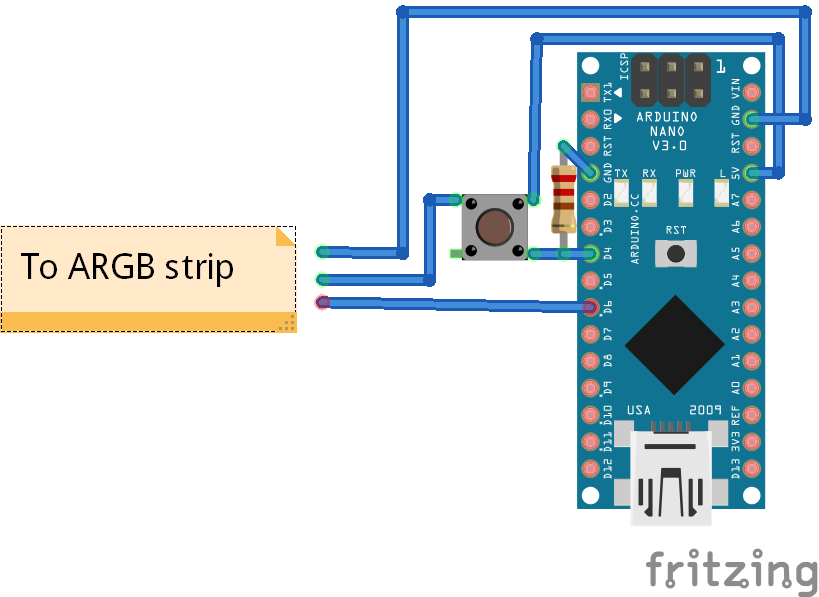 To ARGB strip
ICSP
1
ARDUINO
NANO
V3.0
TX1
RX0
RST
GND
D2
D3
D4
D5
D6
D7
D8
D9
D10
D11
D12
TX
RX
PWR
L
ARDUINO.CC
RST
USA
2009
VIN
GND
RST
5V
A7
A6
A5
A4
A3
A2
A1
A0
REF
3V3
D13
fritzing